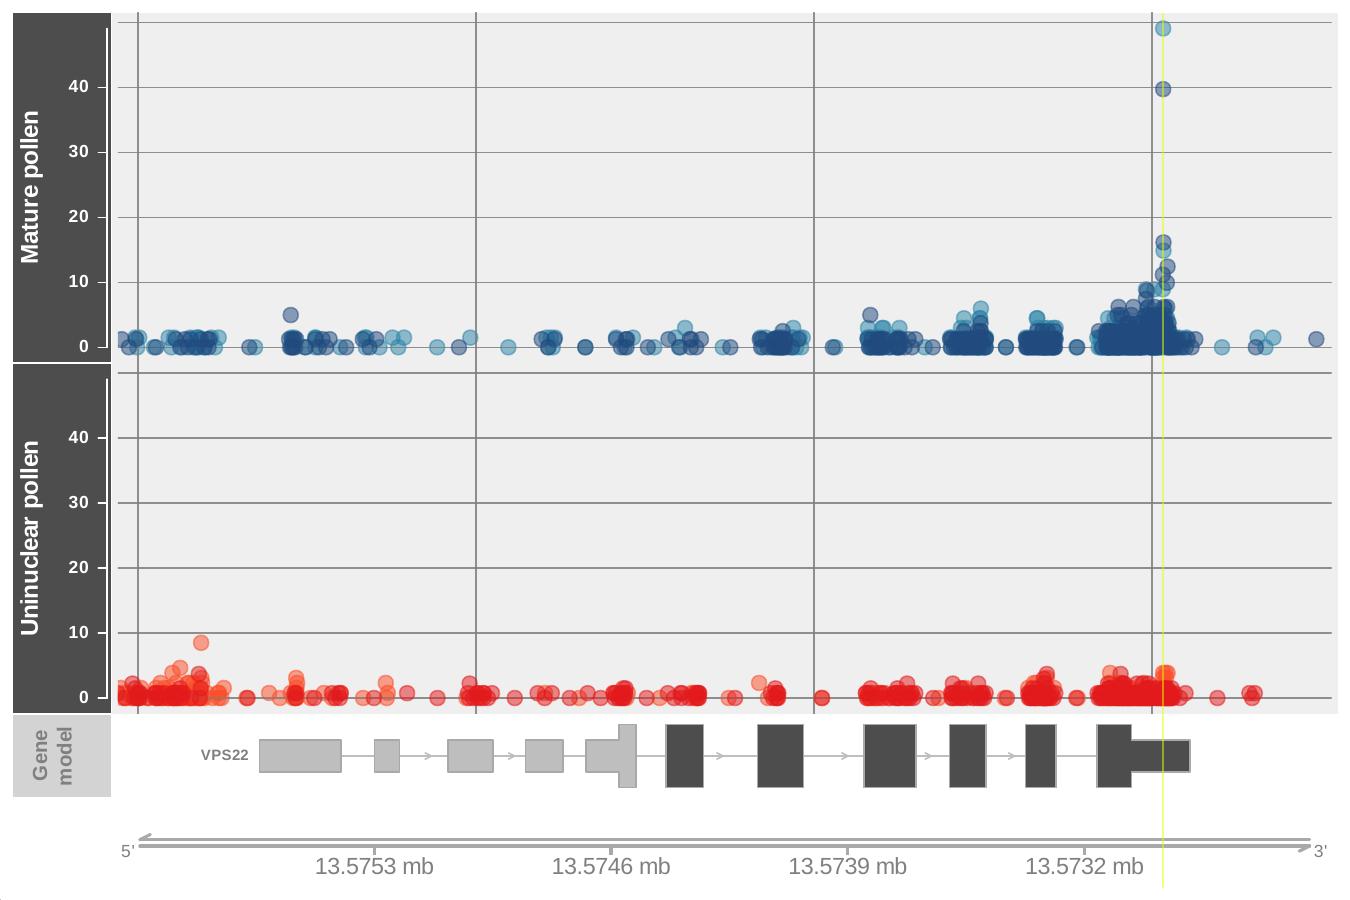 Mature pollen
40
30
20
10
0
Uninuclear pollen
40
30
20
10
0
Gene
model
VPS22
5'
3'
13.5753 mb
13.5746 mb
13.5739 mb
13.5732 mb